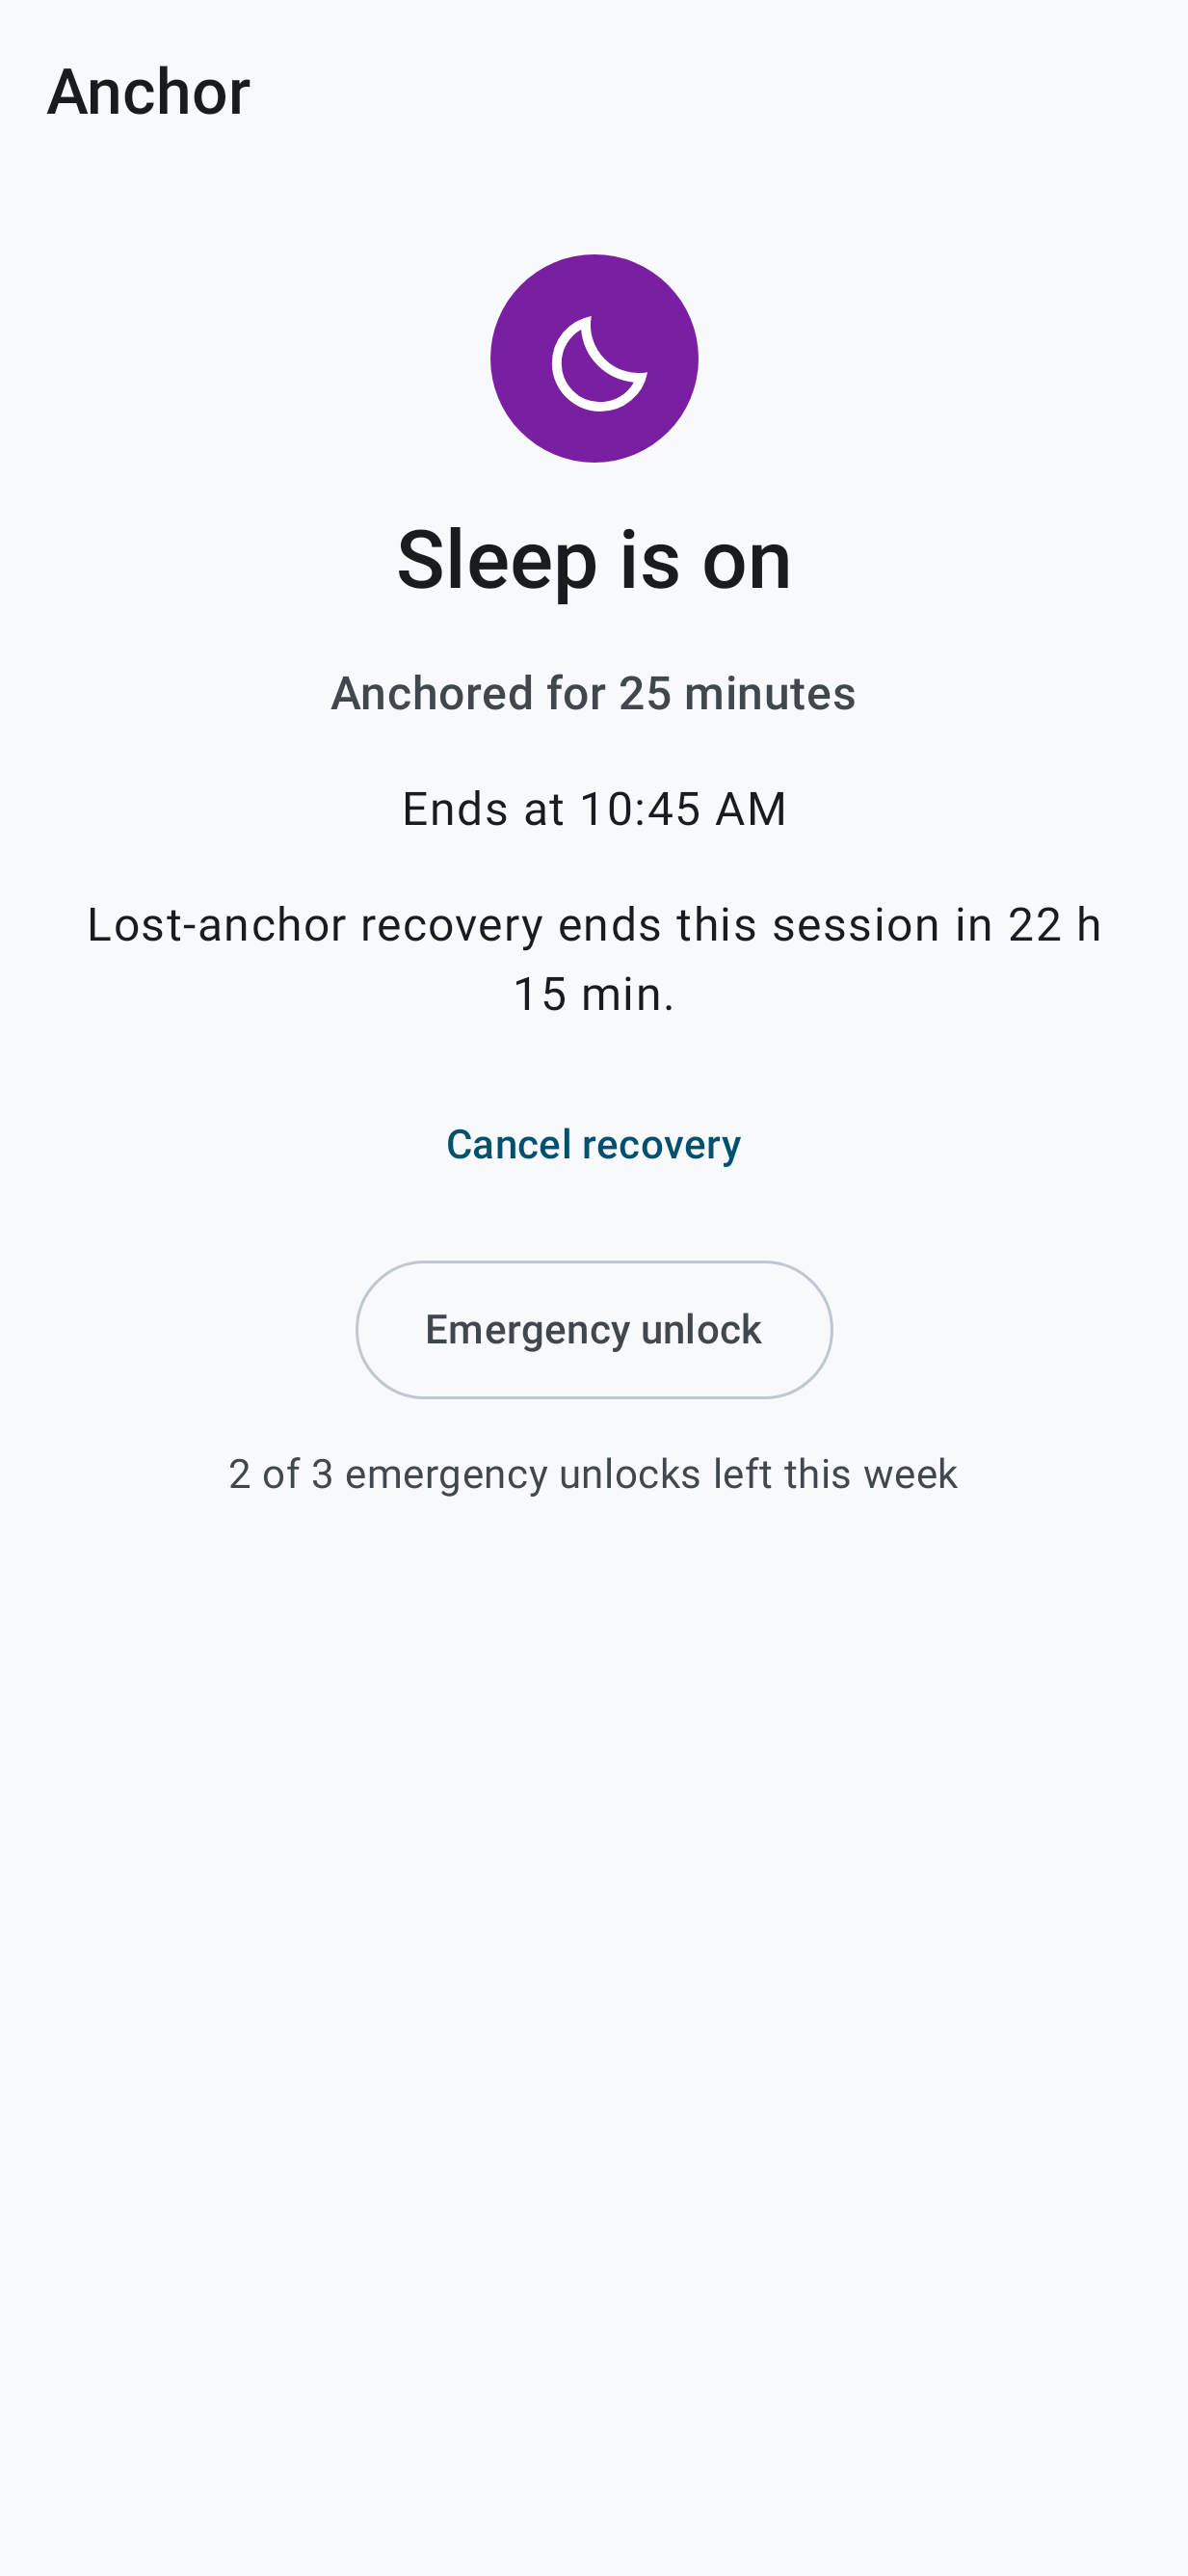 Anchor
Sleep is on
Anchored for 25 minutes
Ends at 10:45 AM
Lost-anchor recovery ends this session in 22 h
15 min.
Cancel recovery
Emergency unlock
2 of 3 emergency unlocks left this week